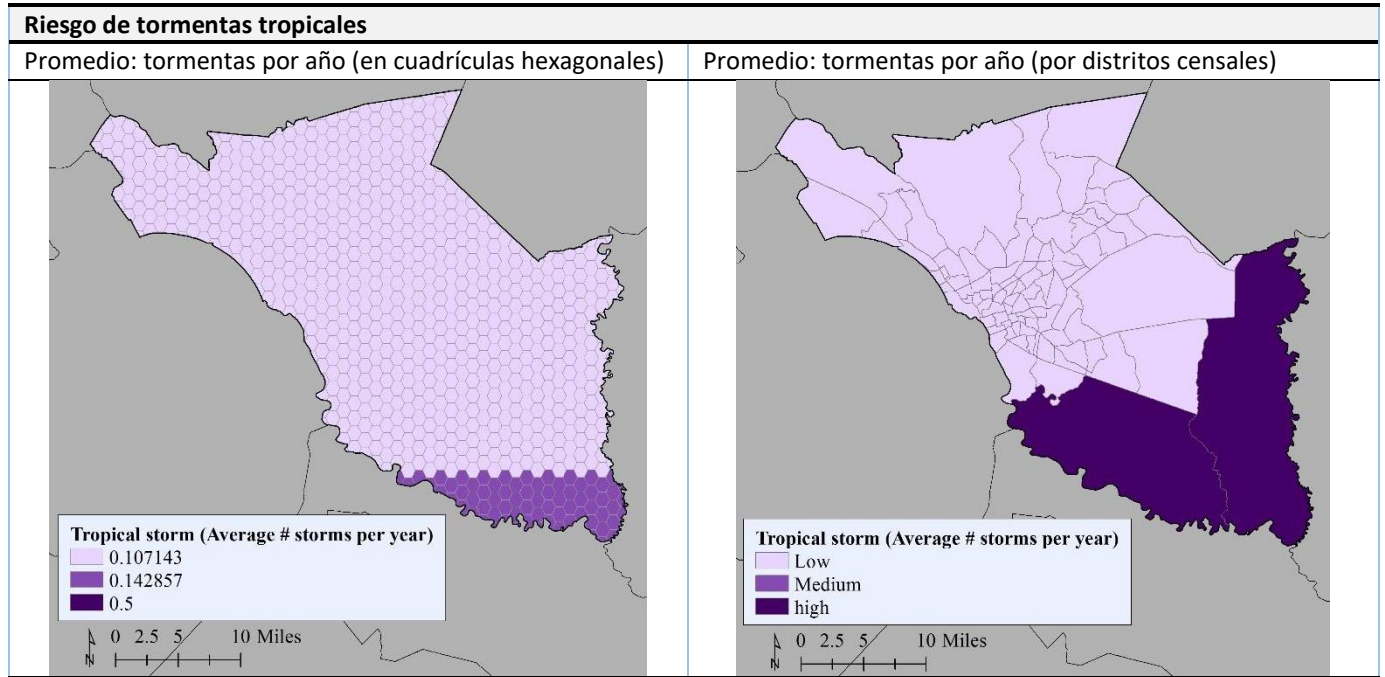 Riesgo de tormentas tropicales
Promedio: tormentas por año (en cuadrículas hexagonales)
Promedio: tormentas por año (por distritos censales)
Tropical storm (Average # storms per year)
0.107143
0.142857
0.5
N
0 2.5 5 10 Miles
Tropical storm (Average # storms per year)
Low
Medium
high
N
0 2.5 5 10 Miles